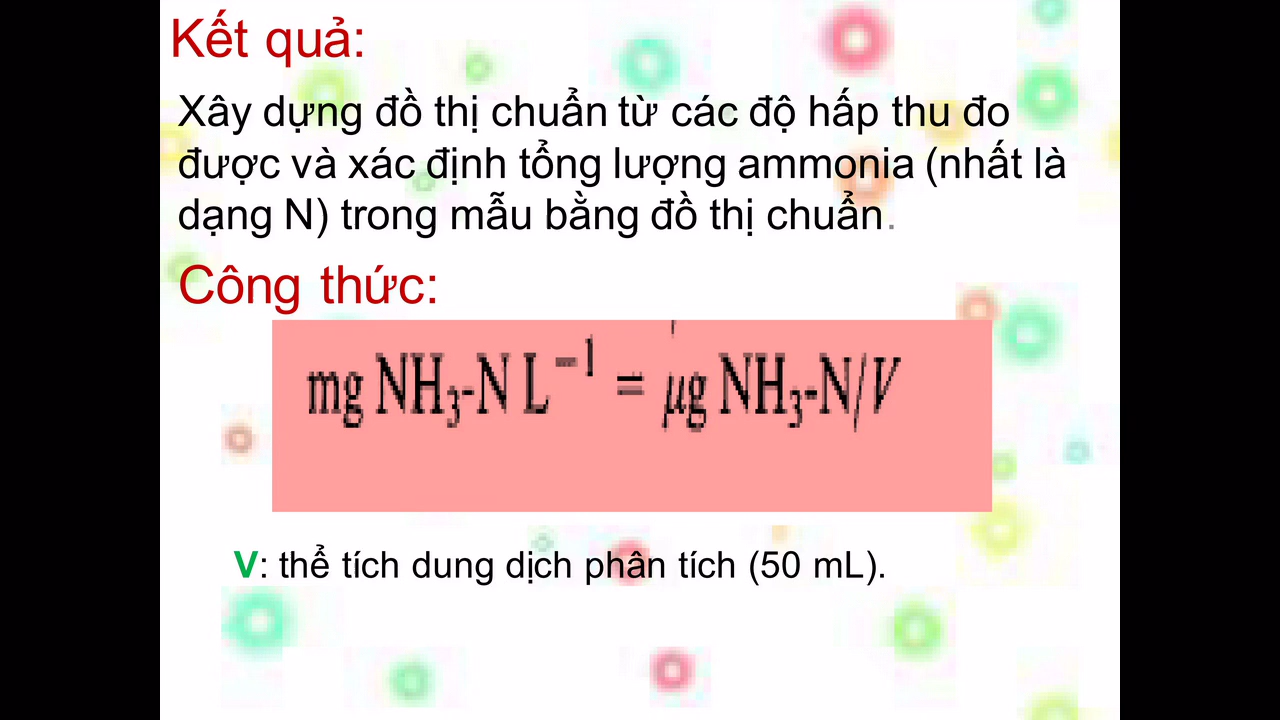 Kết quả:
Xây dựng đồ thị chuẩn từ các độ hấp thu đo
được và xác định tổng lượng ammonia (nhất là
dạng N) trong mẫu bằng đồ thị chuẩn.
Công thức:
mg NH₃-N L⁻¹ = μg NH₃-N/V
V: thể tích dung dịch phân tích (50 mL).